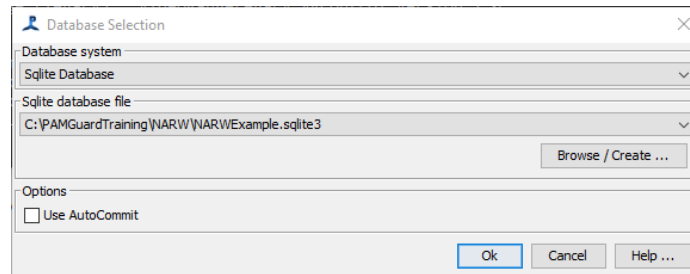 Database Selection
Database system
Sqlite Database
Sqlite database file
C:\PAMGuardTraining\NARW\NARWExample.sqlite3
Browse / Create ...
Options
Use AutoCommit
Ok Cancel Help ...